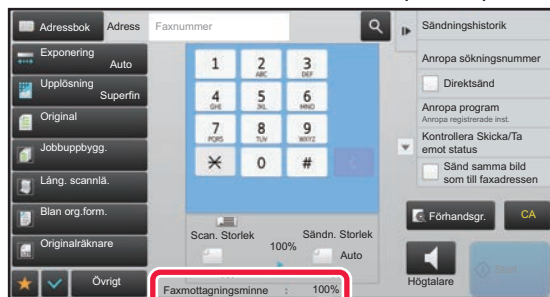 Adressbok
Adress
Faxnummer
Exponering
Auto
Upplösning
Superfin
Original
Jobbuppbygg.
Lång. scannlä.
Blan org.form.
Originalräknare
Övrigt
1
2
ABC
3
DEF
4
GHI
5
JKL
6
MNO
7
PQRS
8
TUV
9
WXYZ
0
#
Scan. Storlek
100%
Sändn. Storlek
Auto
Faxmottagningsminne : 100%
Sändningshistorik
Anropa sökningsnummer
Direktsänd
Anropa program
Anropa registrerade inst.
Kontrollera Skicka/Ta
emot status
Sänd samma bild
som till faxadressen
Förhandsgr.
CA
Högtalare
Start